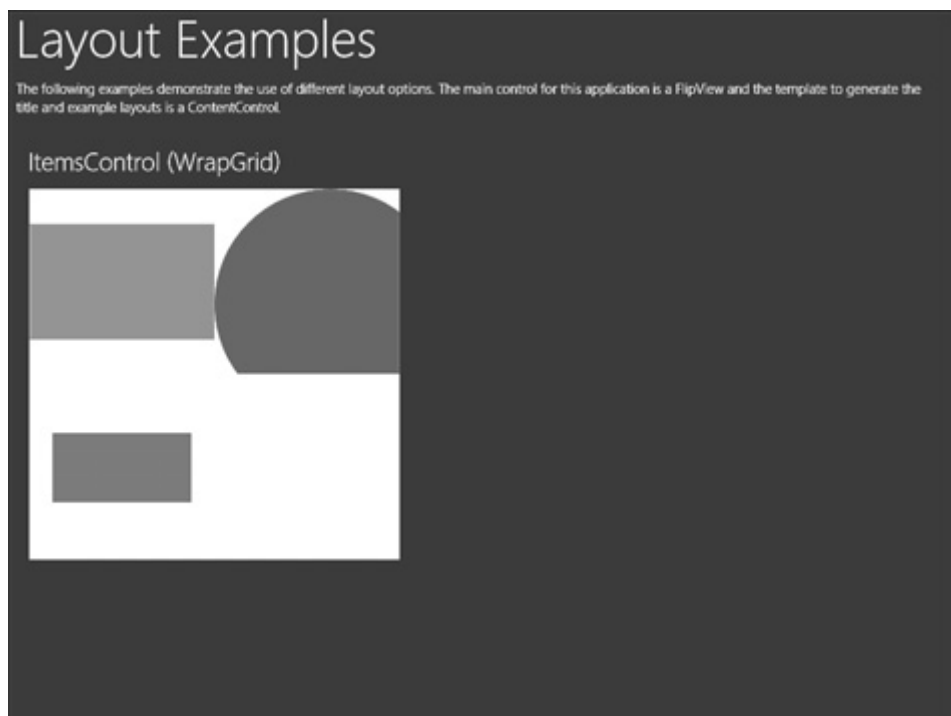 Layout Examples
The following examples demonstrate the use of different layout options. The main control for this application is a FlipView and the template to generate the
title and example layouts is a ContentControl.
ItemsControl (WrapGrid)